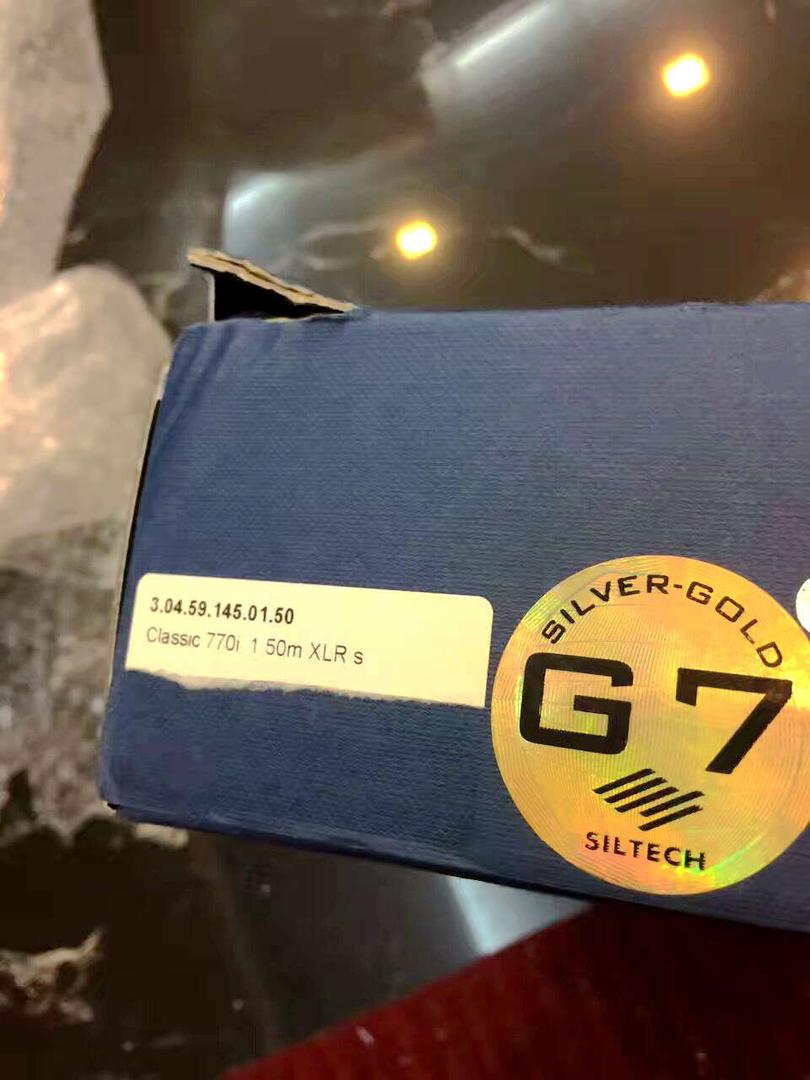 3.04.59.145.01.50
Classic 770i 1 50m XLR s
SILVER-GOLD
G7
SILTECH